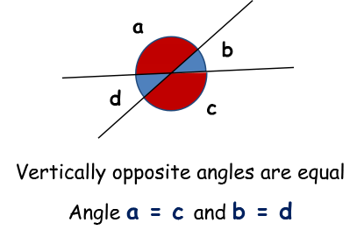 a
b
d
c
Vertically opposite angles are equal
Angle a = c and b = d